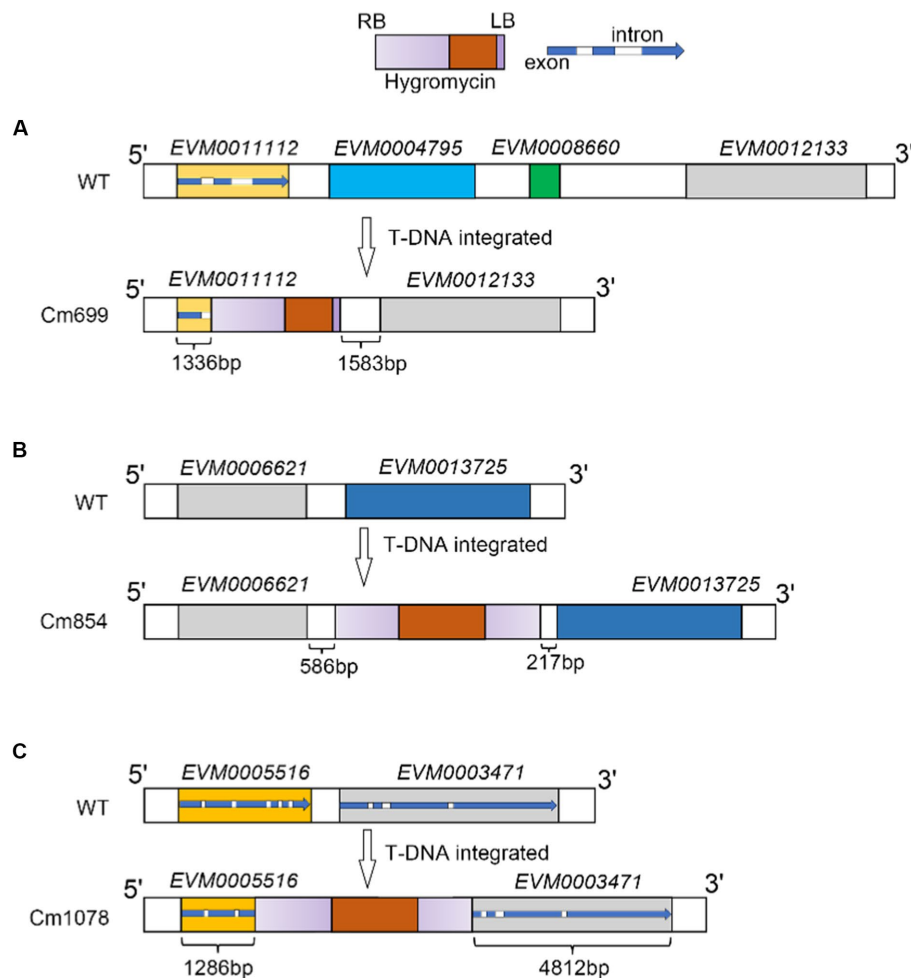 RB LB
Hygromycin
exon intron
A
5' EVM0011112 EVM0004795 EVM0008660 EVM0012133 3'
WT
T-DNA integrated
5' EVM0011112 EVM0012133 3'
Cm699
1336bp 1583bp
B
5' EVM0006621 EVM0013725 3'
WT
T-DNA integrated
5' EVM0006621 EVM0013725 3'
Cm854
586bp 217bp
C
5' EVM0005516 EVM0003471 3'
WT
T-DNA integrated
5' EVM0005516 EVM0003471 3'
Cm1078
1286bp 4812bp